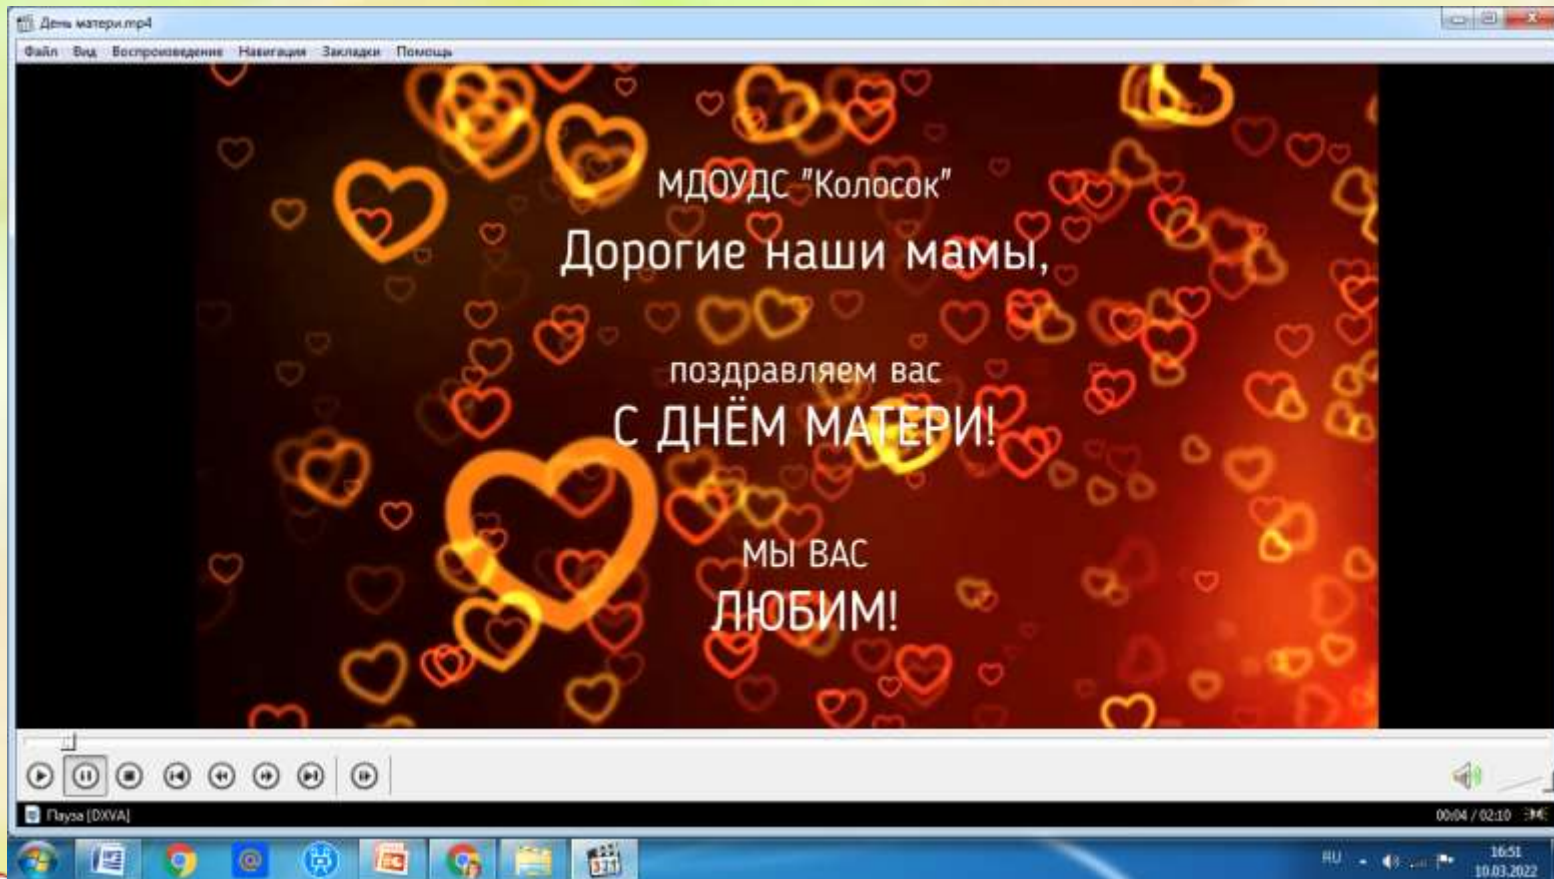 День матери.mp4
Файл Вид Воспроизведение Навигация Закладки Помощь
МДОУДС "Колосок"
Дорогие наши мамы,
поздравляем вас
С ДНЁМ МАТЕРИ!
МЫ ВАС
ЛЮБИМ!
Пауза [DXVA]
00:04 / 02:10
RU
16:51
10.03.2022